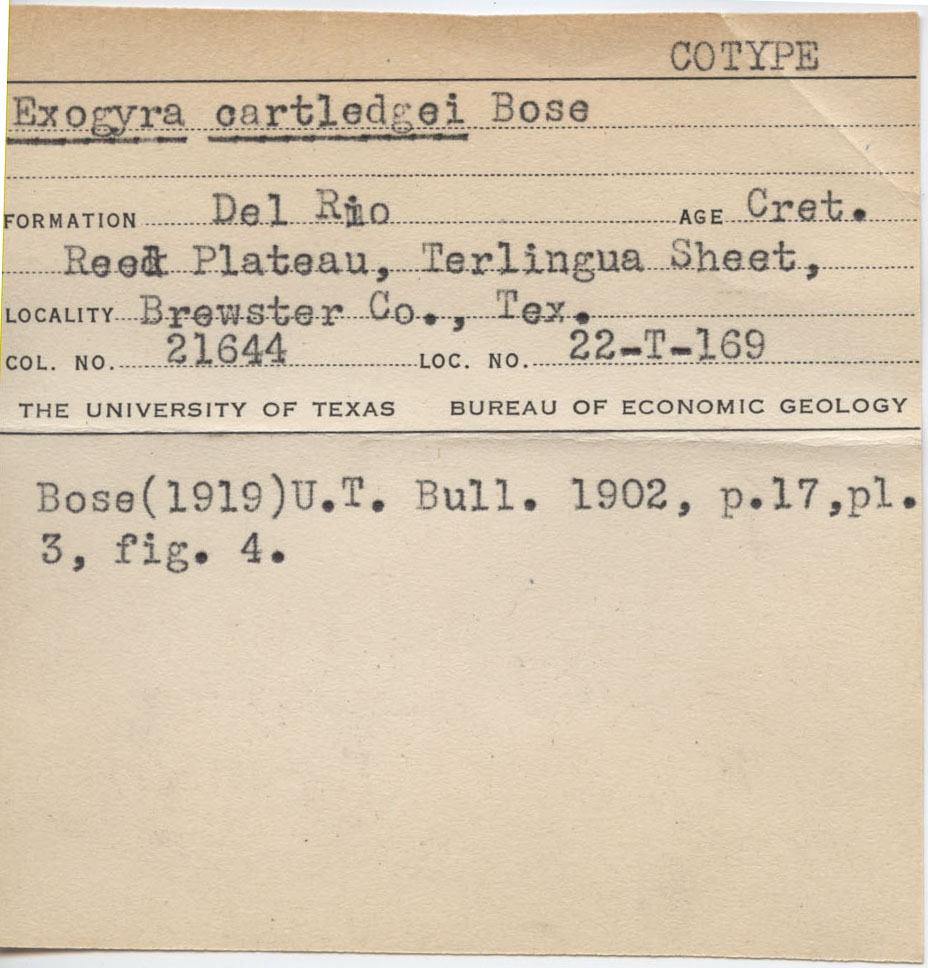 COTYPE
Exogyra cartledgei Bose
FORMATION Del Rio AGE Cret.
Reed Plateau, Terlingua Sheet,
LOCALITY Brewster Co., Tex.
COL. NO. 21644 LOC. NO. 22-T-169
THE UNIVERSITY OF TEXAS BUREAU OF ECONOMIC GEOLOGY
Bose(1919)U.T. Bull. 1902, p.17,pl.
3, fig. 4.